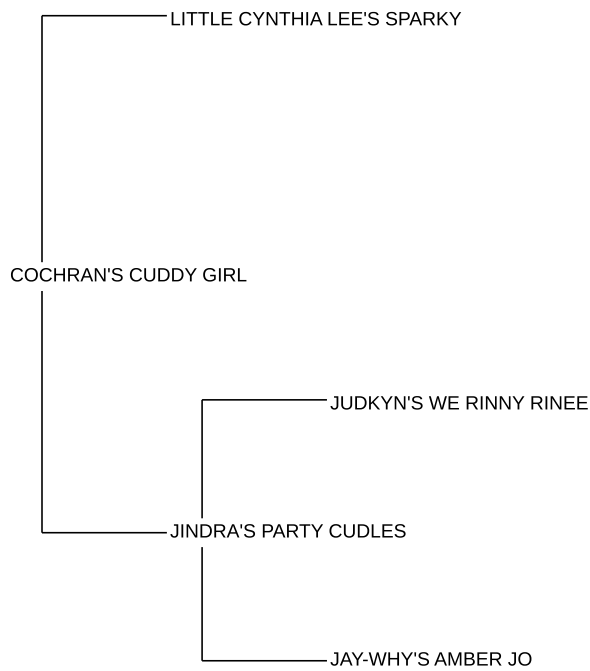 LITTLE CYNTHIA LEE'S SPARKY
COCHRAN'S CUDDY GIRL
JUDKYN'S WE RINNY RINEE
JINDRA'S PARTY CUDLES
JAY-WHY'S AMBER JO